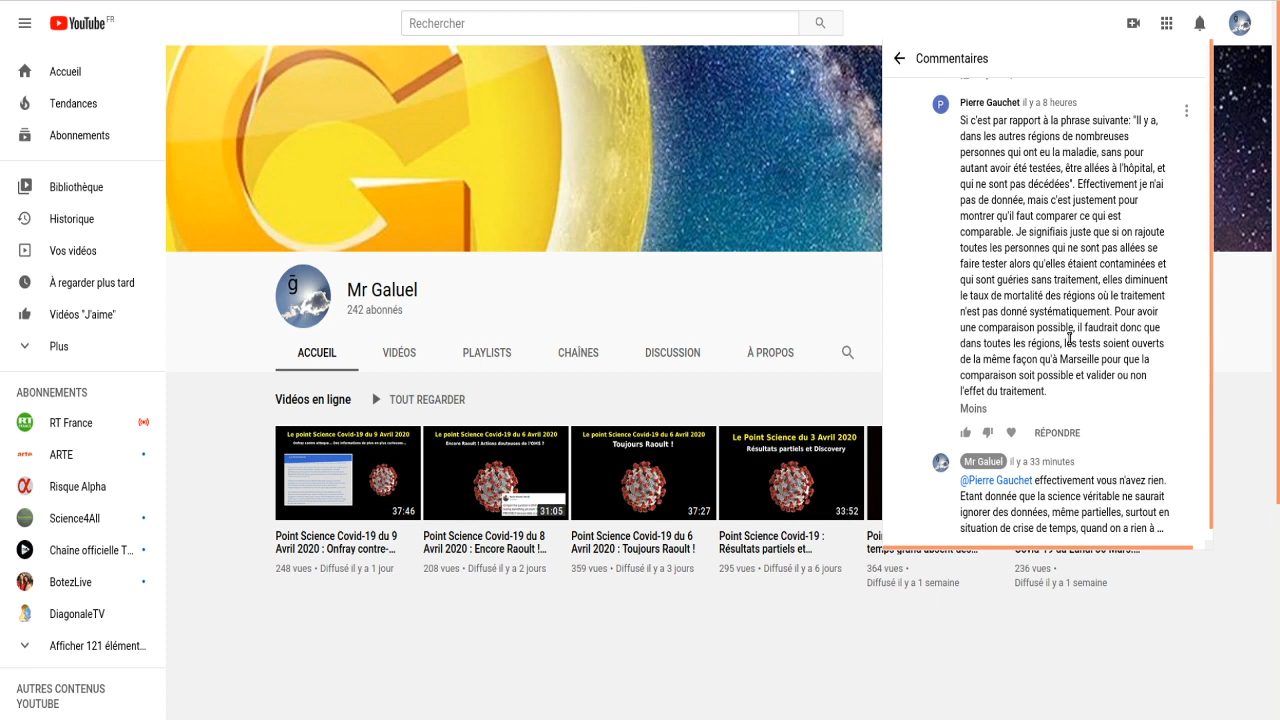 YouTube FR
Rechercher
Accueil
Tendances
Abonnements
Bibliothèque
Historique
Vos vidéos
À regarder plus tard
Vidéos "J'aime"
Plus
ABONNEMENTS
RT France
ARTE
Risque Alpha
Science4All
Chaîne officielle T...
BotezLive
DiagonaleTV
Afficher 121 élément...
AUTRES CONTENUS
YOUTUBE
G
ḡ
Mr Galuel
242 abonnés
ACCUEIL
VIDÉOS
PLAYLISTS
CHAÎNES
DISCUSSION
À PROPOS
Vidéos en ligne
TOUT REGARDER
Le point Science Covid-19 du 9 Avril 2020
37:46
Point Science Covid-19 du 9
Avril 2020 : Onfray contre-...
248 vues • Diffusé il y a 1 jour
Le point Science Covid-19 du 6 Avril 2020
Encore Raoult ! Actions douteuses de l'OMS ?
31:05
Point Science Covid-19 du 8
Avril 2020 : Encore Raoult !...
208 vues • Diffusé il y a 2 jours
Le point Science Covid-19 du 6 Avril 2020
Toujours Raoult !
37:27
Point Science Covid-19 du 6
Avril 2020 : Toujours Raoult !
359 vues • Diffusé il y a 3 jours
Le Point Science du 3 Avril 2020
Résultats partiels et Discovery
33:52
Point Science Covid-19 :
Résultats partiels et...
295 vues • Diffusé il y a 6 jours
364 vues •
Diffusé il y a 1 semaine
236 vues •
Diffusé il y a 1 semaine
Commentaires
P
Pierre Gauchet il y a 8 heures
Si c'est par rapport à la phrase suivante: "Il y a,
dans les autres régions de nombreuses
personnes qui ont eu la maladie, sans pour
autant avoir été testées, être allées à l'hôpital, et
qui ne sont pas décédées". Effectivement je n'ai
pas de donnée, mais c'est justement pour
montrer qu'il faut comparer ce qui est
comparable. Je signifiais juste que si on rajoute
toutes les personnes qui ne sont pas allées se
faire tester alors qu'elles étaient contaminées et
qui sont guéries sans traitement, elles diminuent
le taux de mortalité des régions où le traitement
n'est pas donné systématiquement. Pour avoir
une comparaison possible, il faudrait donc que
dans toutes les régions, les tests soient ouverts
de la même façon qu'à Marseille pour que la
comparaison soit possible et valider ou non
l'effet du traitement.
Moins
RÉPONDRE
Mr Galuel il y a 33 minutes
@Pierre Gauchet effectivement vous n'avez rien.
Etant donnée que la science véritable ne saurait
ignorer des données, même partielles, surtout en
situation de crise de temps, quand on a rien à ...